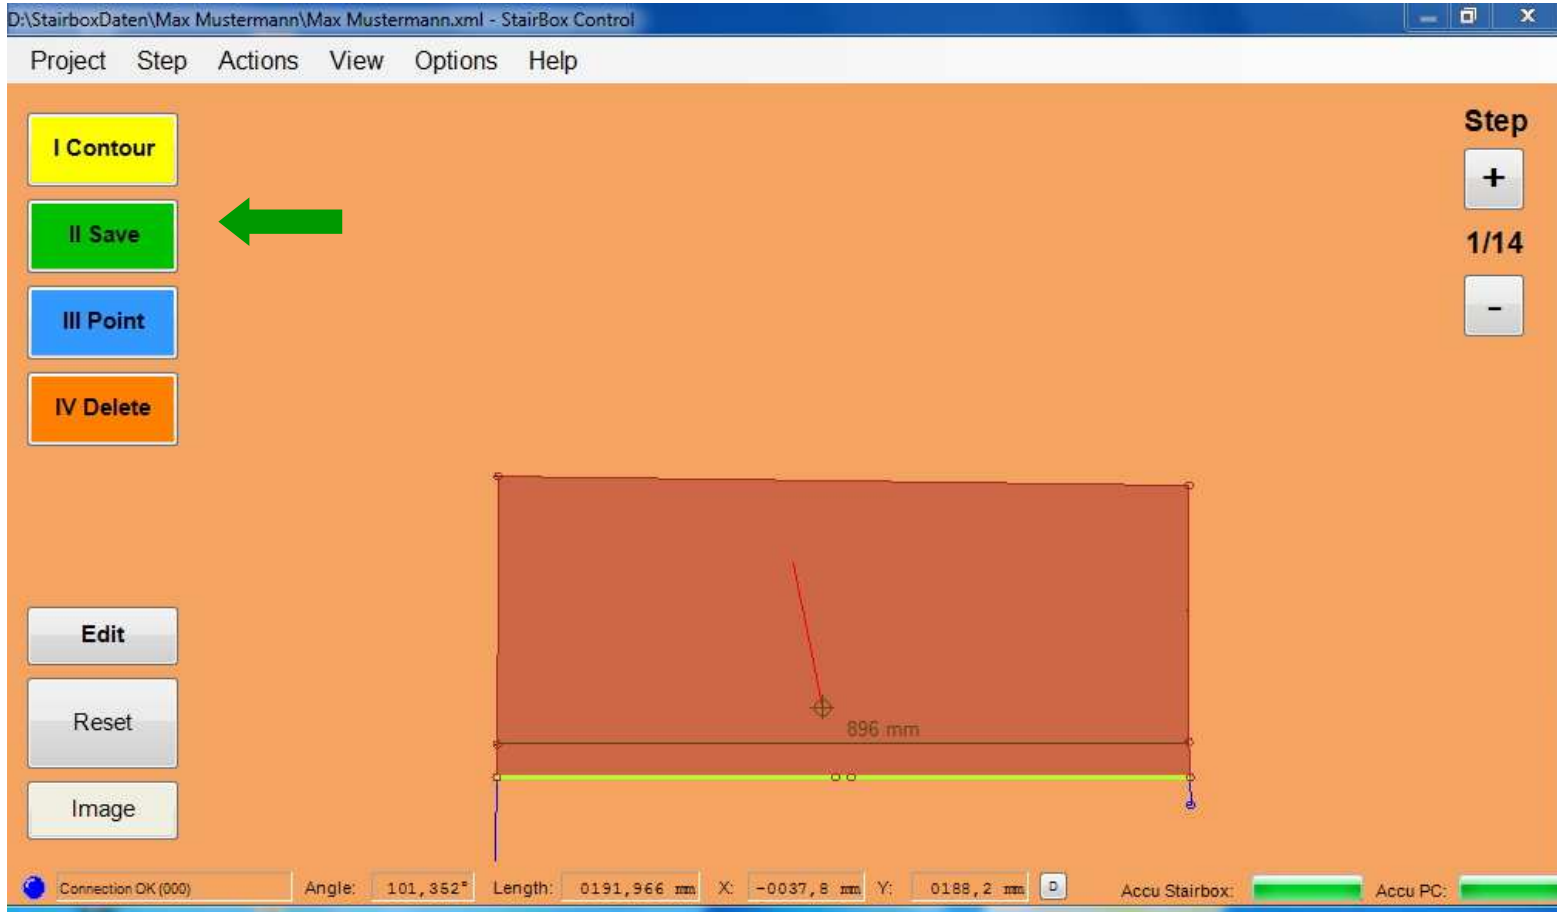 D:\StairboxDaten\Max Mustermann\Max Mustermann.xml - StairBox Control
Project Step Actions View Options Help
I Contour
II Save
III Point
IV Delete
Edit
Reset
Image
Step
+
1/14
-
896 mm
Connection OK (000) Angle: 101,352° Length: 0191,966 mm X: -0037,8 mm Y: 0188,2 mm D Accu Stairbox: Accu PC: